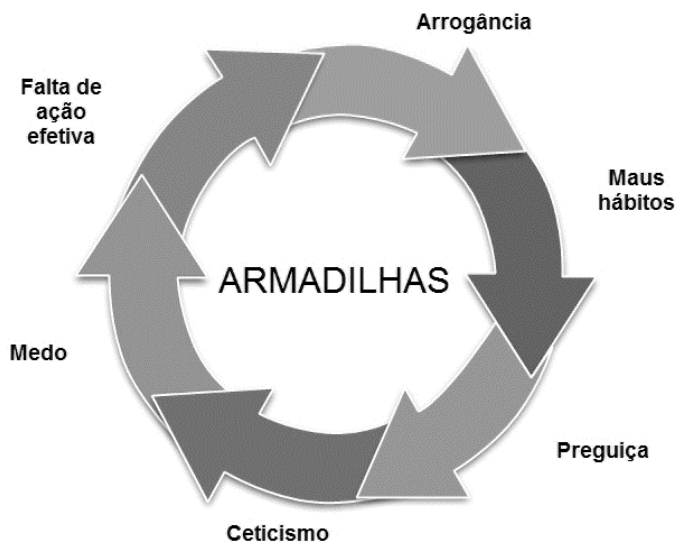 Arrogância
Falta de
ação
efetiva
Maus
hábitos
ARMADILHAS
Medo
Preguiça
Ceticismo